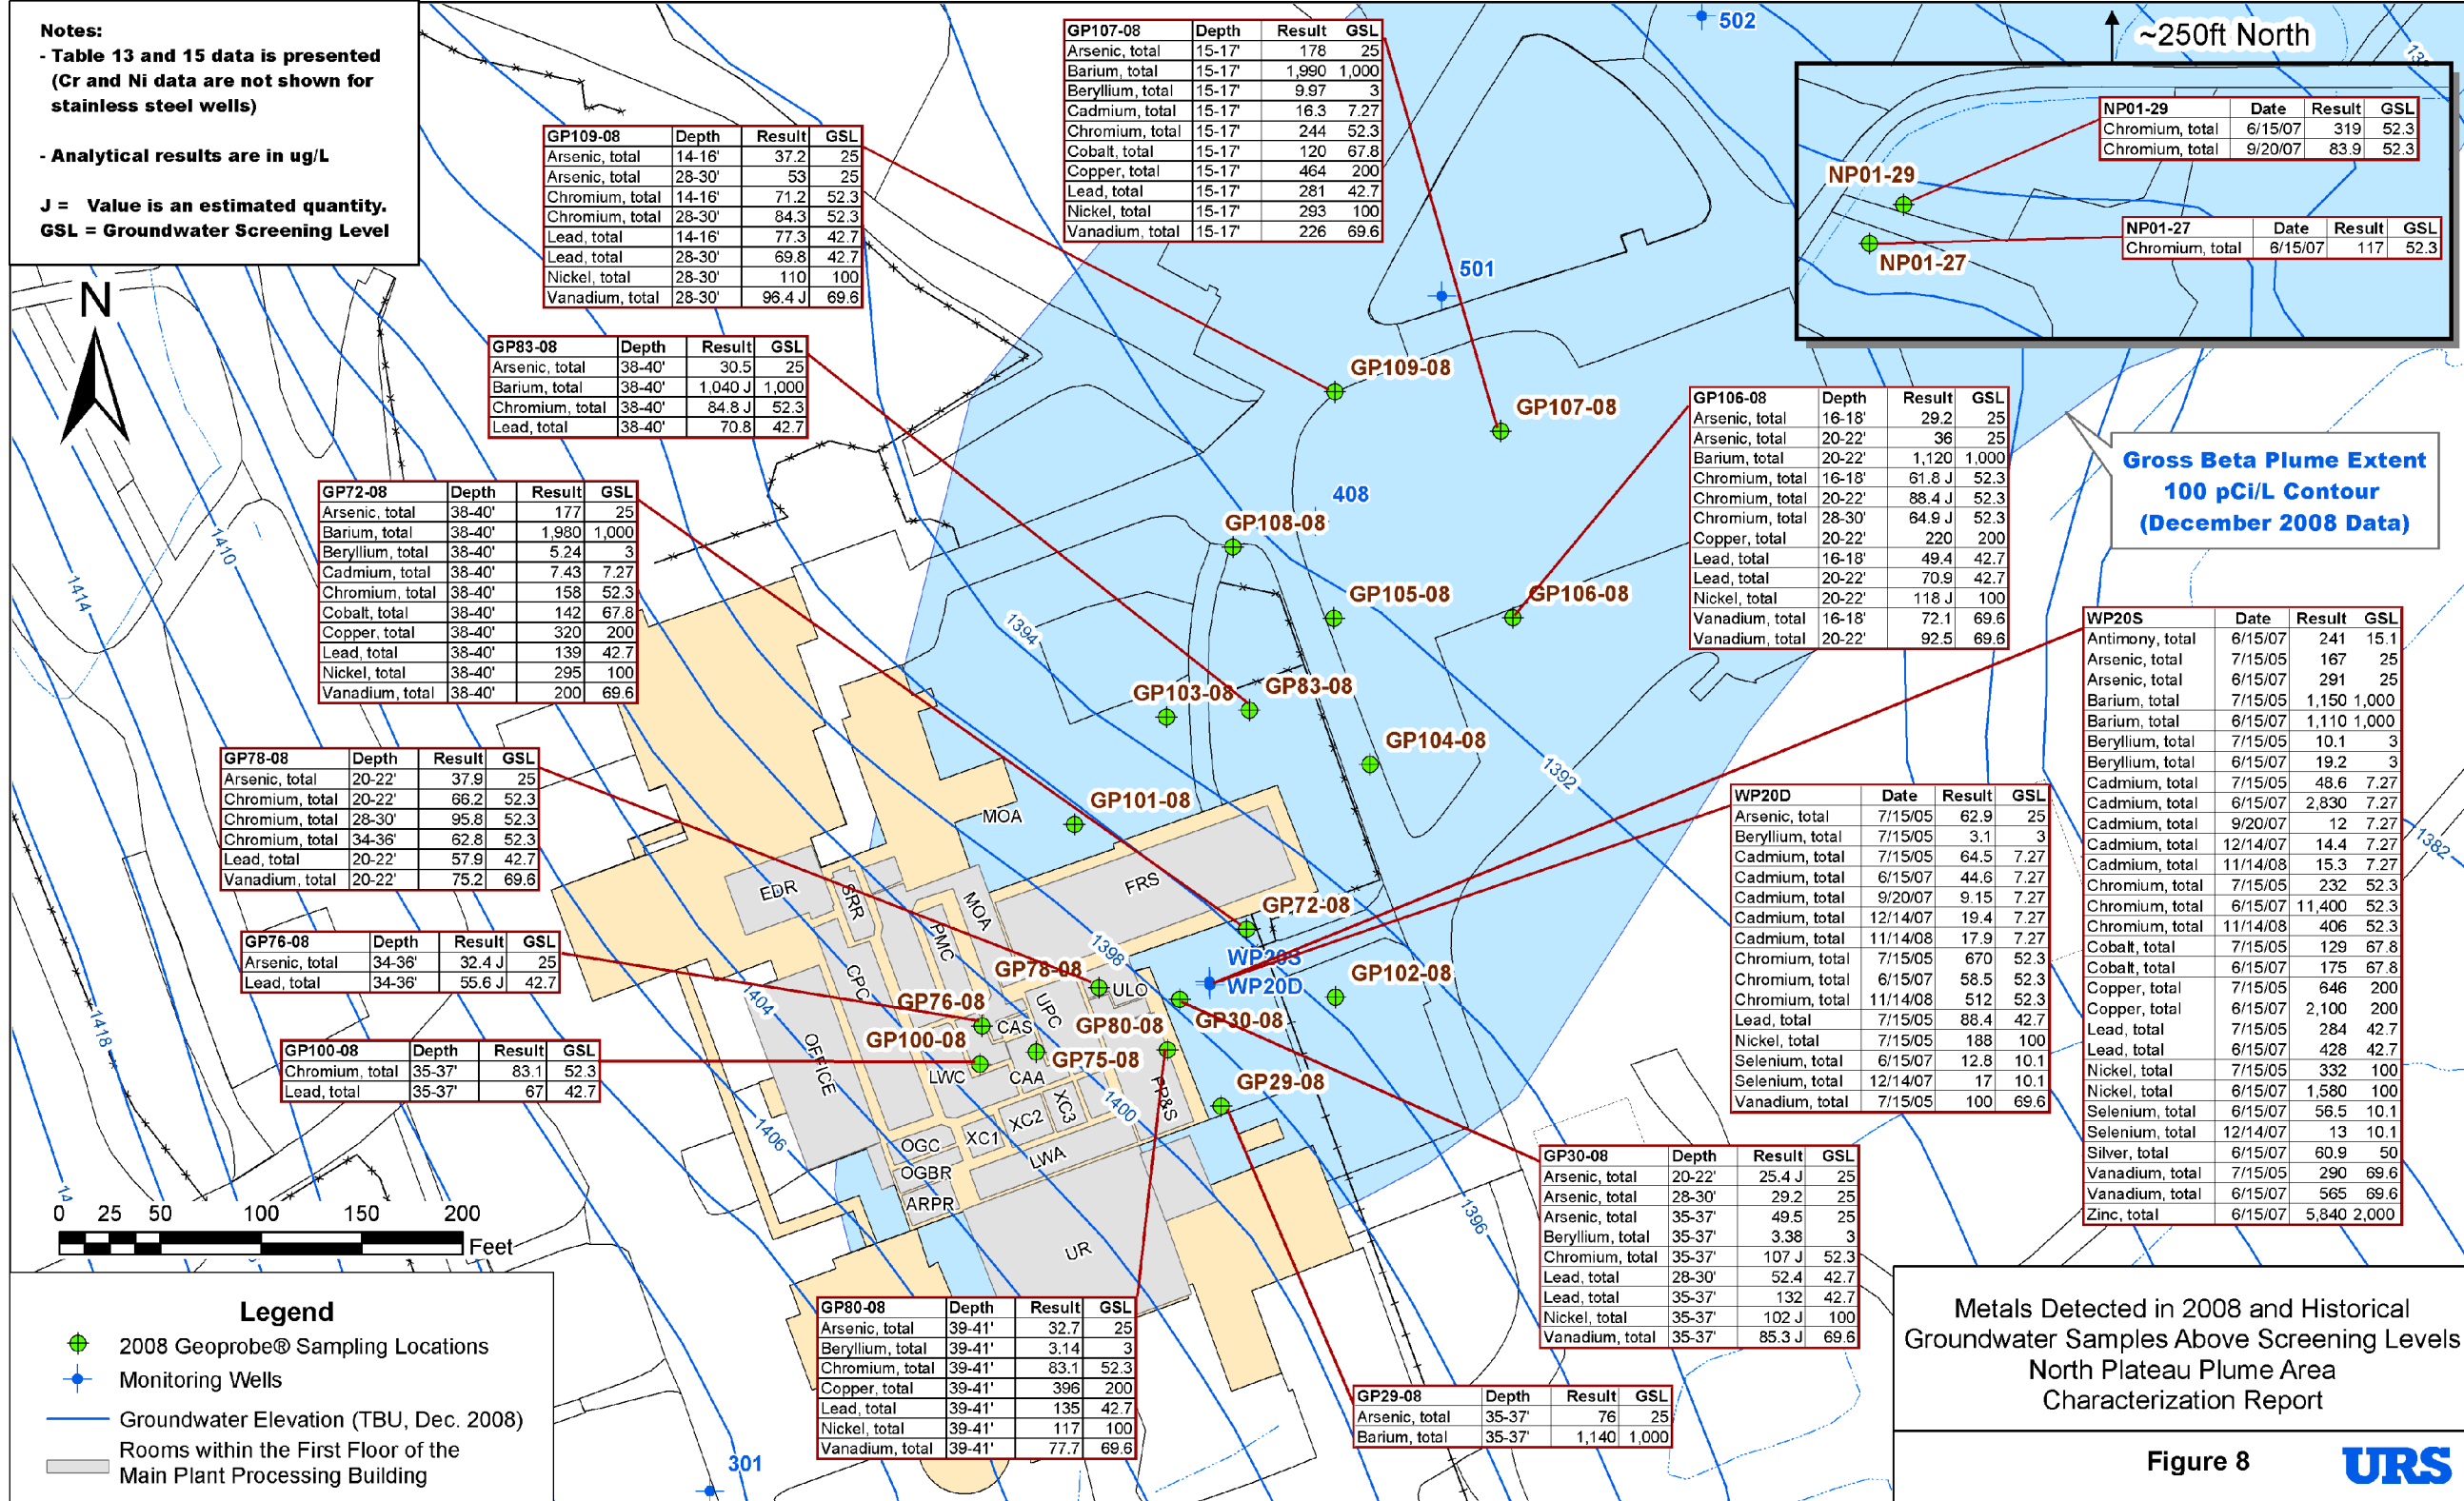 Notes:
- Table 13 and 15 data is presented
(Cr and Ni data are not shown for
stainless steel wells)
- Analytical results are in ug/L
J = Value is an estimated quantity.
GSL = Groundwater Screening Level
N
GP107-08 Depth Result GSL
Arsenic, total 15-17' 178 25
Barium, total 15-17' 1,990 1,000
Beryllium, total 15-17' 9.97 3
Cadmium, total 15-17' 16.3 7.27
Chromium, total 15-17' 244 52.3
Cobalt, total 15-17' 120 67.8
Copper, total 15-17' 464 200
Lead, total 15-17' 281 42.7
Nickel, total 15-17' 293 100
Vanadium, total 15-17' 226 69.6
502
~250ft North
NP01-29 Date Result GSL
Chromium, total 6/15/07 319 52.3
Chromium, total 9/20/07 83.9 52.3
NP01-29
NP01-27 Date Result GSL
Chromium, total 6/15/07 117 52.3
NP01-27
GP109-08 Depth Result GSL
Arsenic, total 14-16' 37.2 25
Arsenic, total 28-30' 53 25
Chromium, total 14-16' 71.2 52.3
Chromium, total 28-30' 84.3 52.3
Lead, total 14-16' 77.3 42.7
Lead, total 28-30' 69.8 42.7
Nickel, total 28-30' 110 100
Vanadium, total 28-30' 96.4 J 69.6
501
GP83-08 Depth Result GSL
Arsenic, total 38-40' 30.5 25
Barium, total 38-40' 1,040 J 1,000
Chromium, total 38-40' 84.8 J 52.3
Lead, total 38-40' 70.8 42.7
GP109-08
GP107-08
GP106-08 Depth Result GSL
Arsenic, total 16-18' 29.2 25
Arsenic, total 20-22' 36 25
Barium, total 20-22' 1,120 1,000
Chromium, total 16-18' 61.8 J 52.3
Chromium, total 20-22' 88.4 J 52.3
Chromium, total 28-30' 64.9 J 52.3
Copper, total 20-22' 220 200
Lead, total 16-18' 49.4 42.7
Lead, total 20-22' 70.9 42.7
Nickel, total 20-22' 118 J 100
Vanadium, total 16-18' 72.1 69.6
Vanadium, total 20-22' 92.5 69.6
Gross Beta Plume Extent
100 pCi/L Contour
(December 2008 Data)
GP72-08 Depth Result GSL
Arsenic, total 38-40' 177 25
Barium, total 38-40' 1,980 1,000
Beryllium, total 38-40' 5.24 3
Cadmium, total 38-40' 7.43 7.27
Chromium, total 38-40' 158 52.3
Cobalt, total 38-40' 142 67.8
Copper, total 38-40' 320 200
Lead, total 38-40' 139 42.7
Nickel, total 38-40' 295 100
Vanadium, total 38-40' 200 69.6
408
GP108-08
GP105-08
GP106-08
1410
1414
1394
GP103-08
GP83-08
GP104-08
1392
WP20S Date Result GSL
Antimony, total 6/15/07 241 15.1
Arsenic, total 7/15/05 167 25
Arsenic, total 6/15/07 291 25
Barium, total 7/15/05 1,150 1,000
Barium, total 6/15/07 1,110 1,000
Beryllium, total 7/15/05 10.1 3
Beryllium, total 6/15/07 19.2 3
Cadmium, total 7/15/05 48.6 7.27
Cadmium, total 6/15/07 2,830 7.27
Cadmium, total 9/20/07 12 7.27
Cadmium, total 12/14/07 14.4 7.27
Cadmium, total 11/14/08 15.3 7.27
Chromium, total 7/15/05 232 52.3
Chromium, total 6/15/07 11,400 52.3
Chromium, total 11/14/08 406 52.3
Cobalt, total 7/15/05 129 67.8
Cobalt, total 6/15/07 175 67.8
Copper, total 7/15/05 646 200
Copper, total 6/15/07 2,100 200
Lead, total 7/15/05 284 42.7
Lead, total 6/15/07 428 42.7
Nickel, total 7/15/05 332 100
Nickel, total 6/15/07 1,580 100
Selenium, total 6/15/07 56.5 10.1
Selenium, total 12/14/07 13 10.1
Silver, total 6/15/07 60.9 50
Vanadium, total 7/15/05 290 69.6
Vanadium, total 6/15/07 565 69.6
Zinc, total 6/15/07 5,840 2,000
1382
GP78-08 Depth Result GSL
Arsenic, total 20-22' 37.9 25
Chromium, total 20-22' 66.2 52.3
Chromium, total 28-30' 95.8 52.3
Chromium, total 34-36' 62.8 52.3
Lead, total 20-22' 57.9 42.7
Vanadium, total 20-22' 75.2 69.6
WP20D Date Result GSL
Arsenic, total 7/15/05 62.9 25
Beryllium, total 7/15/05 3.1 3
Cadmium, total 7/15/05 64.5 7.27
Cadmium, total 6/15/07 44.6 7.27
Cadmium, total 9/20/07 9.15 7.27
Cadmium, total 12/14/07 19.4 7.27
Cadmium, total 11/14/08 17.9 7.27
Chromium, total 7/15/05 670 52.3
Chromium, total 6/15/07 58.5 52.3
Chromium, total 11/14/08 512 52.3
Lead, total 7/15/05 88.4 42.7
Nickel, total 7/15/05 188 100
Selenium, total 6/15/07 12.8 10.1
Selenium, total 12/14/07 17 10.1
Vanadium, total 7/15/05 100 69.6
GP101-08
MOA
EDR
SRR
MOA
FRS
PMC
CPC
GP72-08
WP20S
WP20D
GP102-08
1398
GP78-08
ULO
UPC
GP76-08
CAS
GP80-08
GP30-08
GP100-08
GP75-08
LWC
CAA
GP29-08
OFFICE
1404
1418
GP76-08 Depth Result GSL
Arsenic, total 34-36' 32.4 J 25
Lead, total 34-36' 55.6 J 42.7
GP100-08 Depth Result GSL
Chromium, total 35-37' 83.1 52.3
Lead, total 35-37' 67 42.7
XC3
PP&S
1400
XC2
XC1
1406
OGC
OGBR
LWA
ARPR
UR
1396
14
GP30-08 Depth Result GSL
Arsenic, total 20-22' 25.4 J 25
Arsenic, total 28-30' 29.2 25
Arsenic, total 35-37' 49.5 25
Beryllium, total 35-37' 3.38 3
Chromium, total 35-37' 107 J 52.3
Lead, total 28-30' 52.4 42.7
Lead, total 35-37' 132 42.7
Nickel, total 35-37' 102 J 100
Vanadium, total 35-37' 85.3 J 69.6
0 25 50 100 150 200
Feet
GP80-08 Depth Result GSL
Arsenic, total 39-41' 32.7 25
Beryllium, total 39-41' 3.14 3
Chromium, total 39-41' 83.1 52.3
Copper, total 39-41' 396 200
Lead, total 39-41' 135 42.7
Nickel, total 39-41' 117 100
Vanadium, total 39-41' 77.7 69.6
GP29-08 Depth Result GSL
Arsenic, total 35-37' 76 25
Barium, total 35-37' 1,140 1,000
301
Legend
2008 Geoprobe® Sampling Locations
Monitoring Wells
Groundwater Elevation (TBU, Dec. 2008)
Rooms within the First Floor of the
Main Plant Processing Building
Metals Detected in 2008 and Historical
Groundwater Samples Above Screening Levels
North Plateau Plume Area
Characterization Report
Figure 8
URS